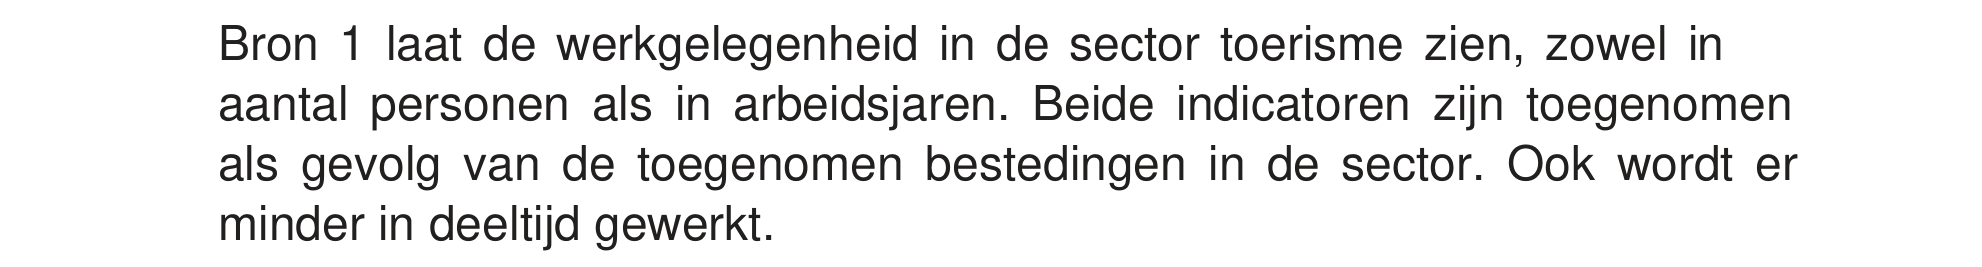 Bron 1 laat de werkgelegenheid in de sector toerisme zien, zowel in
aantal personen als in arbeidsjaren. Beide indicatoren zijn toegenomen
als gevolg van de toegenomen bestedingen in de sector. Ook wordt er
minder in deeltijd gewerkt.